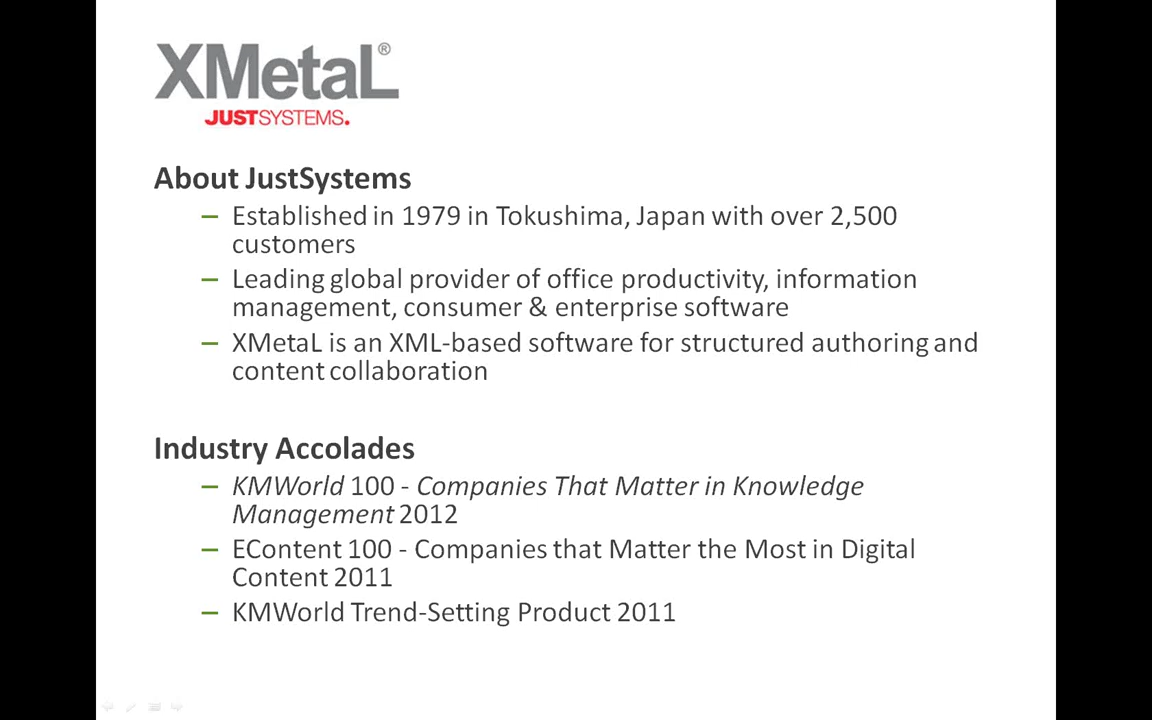 XMetaL®
JUSTSYSTEMS.
About JustSystems
– Established in 1979 in Tokushima, Japan with over 2,500
customers
– Leading global provider of office productivity, information
management, consumer & enterprise software
– XMetaL is an XML-based software for structured authoring and
content collaboration
Industry Accolades
– KMWorld 100 - Companies That Matter in Knowledge
Management 2012
– EContent 100 - Companies that Matter the Most in Digital
Content 2011
– KMWorld Trend-Setting Product 2011